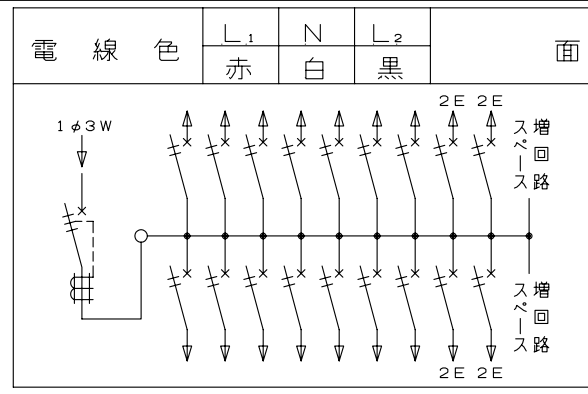 電線色
L1 N L2 面
赤 白 黒
2E 2E
1φ3W
増回路
スペース
増回路
スペース
2E 2E